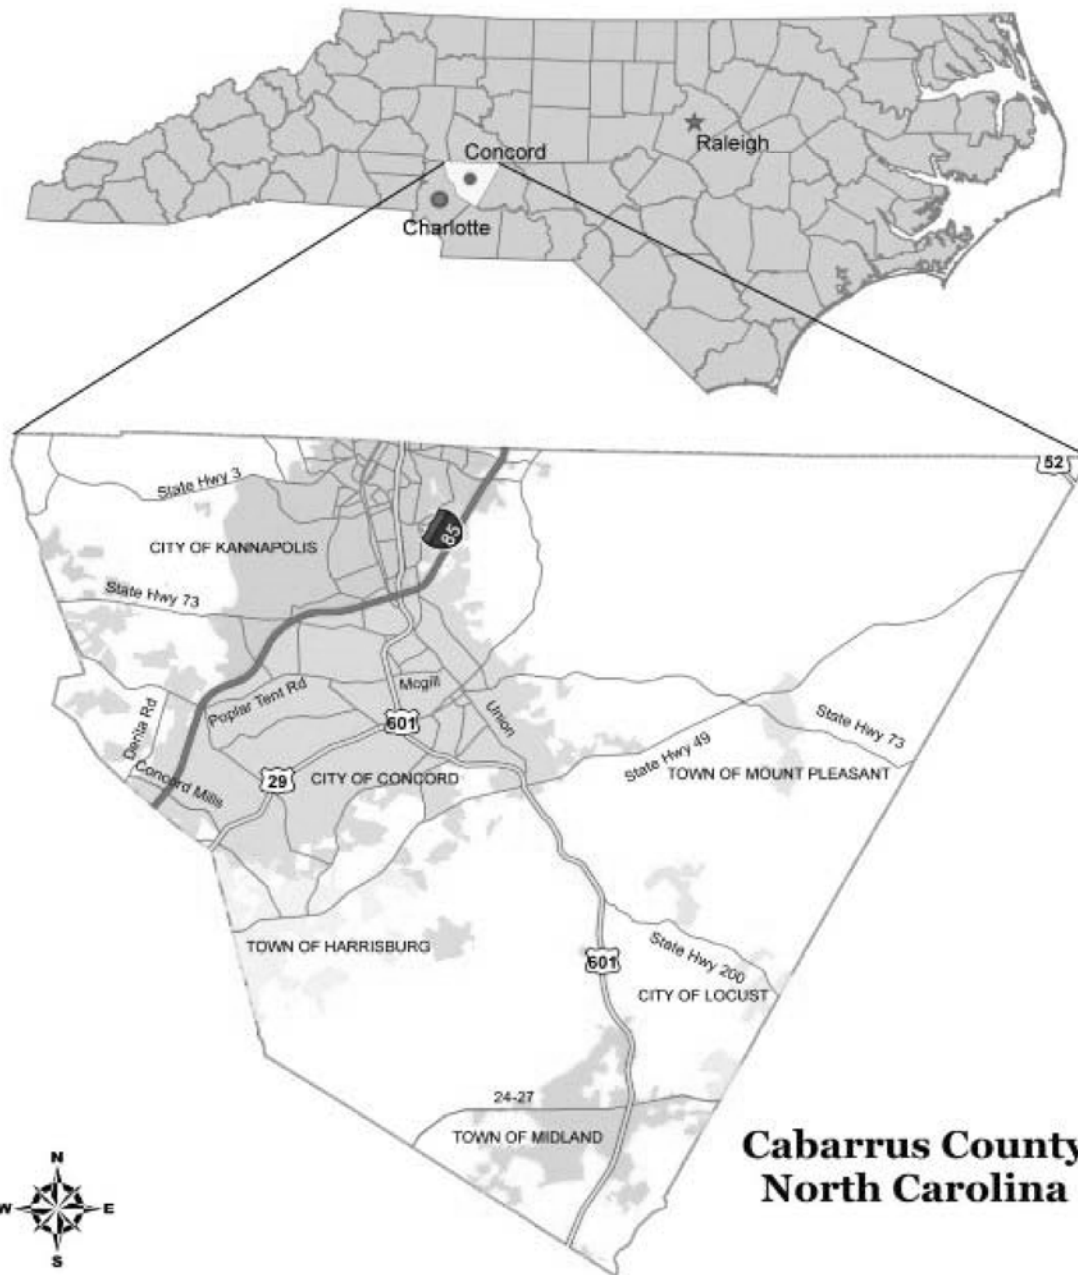 Raleigh
Concord
Charlotte
52
State Hwy 3
85
CITY OF KANNAPOLIS
State Hwy 73
Mcgill
Poplar Tent Rd
Derita Rd
601
Union
State Hwy 73
State Hwy 49
Concord Mills
29
CITY OF CONCORD
TOWN OF MOUNT PLEASANT
TOWN OF HARRISBURG
State Hwy 200
601
CITY OF LOCUST
24-27
TOWN OF MIDLAND
Cabarrus County
North Carolina
N
W
E
S